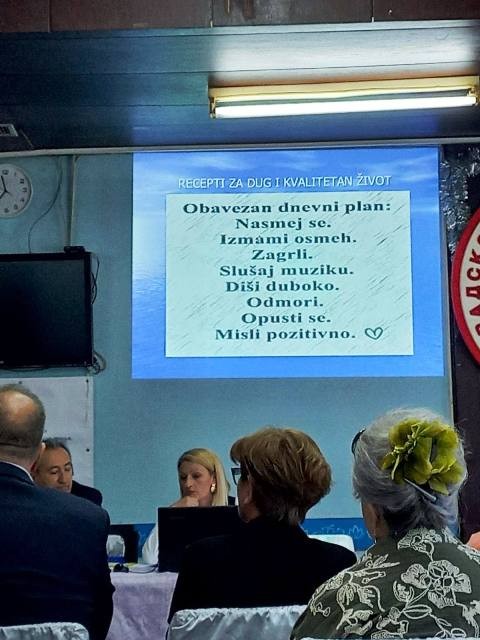 RECEPTI ZA DUG I KVALITETAN ŽIVOT
Obavezan dnevni plan:
Nasmej se.
Izmami osmeh.
Zagrli.
Slušaj muziku.
Diši duboko.
Odmori.
Opusti se.
Misli pozitivno. ♡